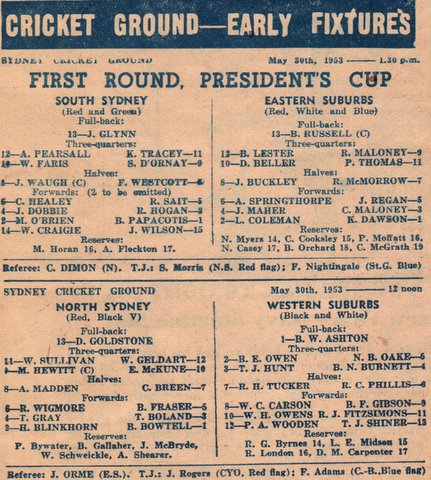 CRICKET GROUND—EARLY FIXTURES
SYDNEY CRICKET GROUND May 30th, 1953 —— 1.30 p.m.
FIRST ROUND, PRESIDENT'S CUP
SOUTH SYDNEY EASTERN SUBURBS
(Red and Green) (Red, White and Blue)
Full-back: Full-back:
13—J. GLYNN 13—B. RUSSELL (C)
Three-quarters: Three-quarters:
12—A. PEARSALL K. TRACEY—11 12—B. LESTER R. MALONEY—9
10—W. FARIS S. D'ORNAY—9 10—D. BELLER P. THOMAS—11
Halves: Halves:
J. WAUGH (C) F. WESTCOTT 8—J. BUCKLEY R. McMORROW—7
Forwards: (2 to be omitted) Forwards:
C. HEALEY R. SAIT—5 6—A. SPRINGTHORPE J. REGAN—5
4—J. DOBBIE R. HOGAN—3 4—J. MAHER C. MALONEY—3
2—M. O'BRIEN B. PAPACOTIS—1 2—L. COLEMAN K. DAWSON—1
14—W. CRAIGIE J. WILSON—15 Reserves:
Reserves: N. Myers 14, C. Cooksley 15, P. Moffatt 16,
M. Horan 16, A. Flockton 17. N. Casey 17, B. Orchard 18, C. McGrath 19
Referee: C. DIMON (N). T.J.: S. Morris (N.S. Red flag); F. Nightingale (St.G. Blue)
SYDNEY CRICKET GROUND May 30th, 1953 —— 12 noon
NORTH SYDNEY WESTERN SUBURBS
(Red, Black V) (Black and White)
Full-back: Full-back:
13—D. GOLDSTONE 1—B. W. ASHTON
Three-quarters: Three-quarters:
11—W. SULLIVAN W. GELDART—12 2—B. E. OWEN N. B. OAKE—5
9—M. HEWITT (C) E. McKUNE—10 3—T. J. HUNT B. N. BURNETT—4
Halves: Halves:
8—A. MADDEN C. BREEN—7 7—R. H. TUCKER R. C. PHILLIS—6
Forwards: Forwards:
6—R. WIGMORE B. FRASER—5 8—W. C. CARSON B. F. GIBSON—9
4—T. GRAY T. BOLAND—3 10—W. H. OWENS R. J. FITZSIMONS—11
2—H. BLINKHORN B. BOWTELL—1 12—P. A. WOODEN T. J. SHINER—13
Reserves: Reserves:
P. Bywater, B. Gallaher, J. McBryde, R. G. Byrnes 14, L. E. Midson 15
W. Schweickle, A. Shearer. R. London 16, D. M. Carpenter 17
Referee: J. ORME (E.S.). T.J.: J. Rogers (CYO, Red flag); F. Adams (C.-B., Blue flag)